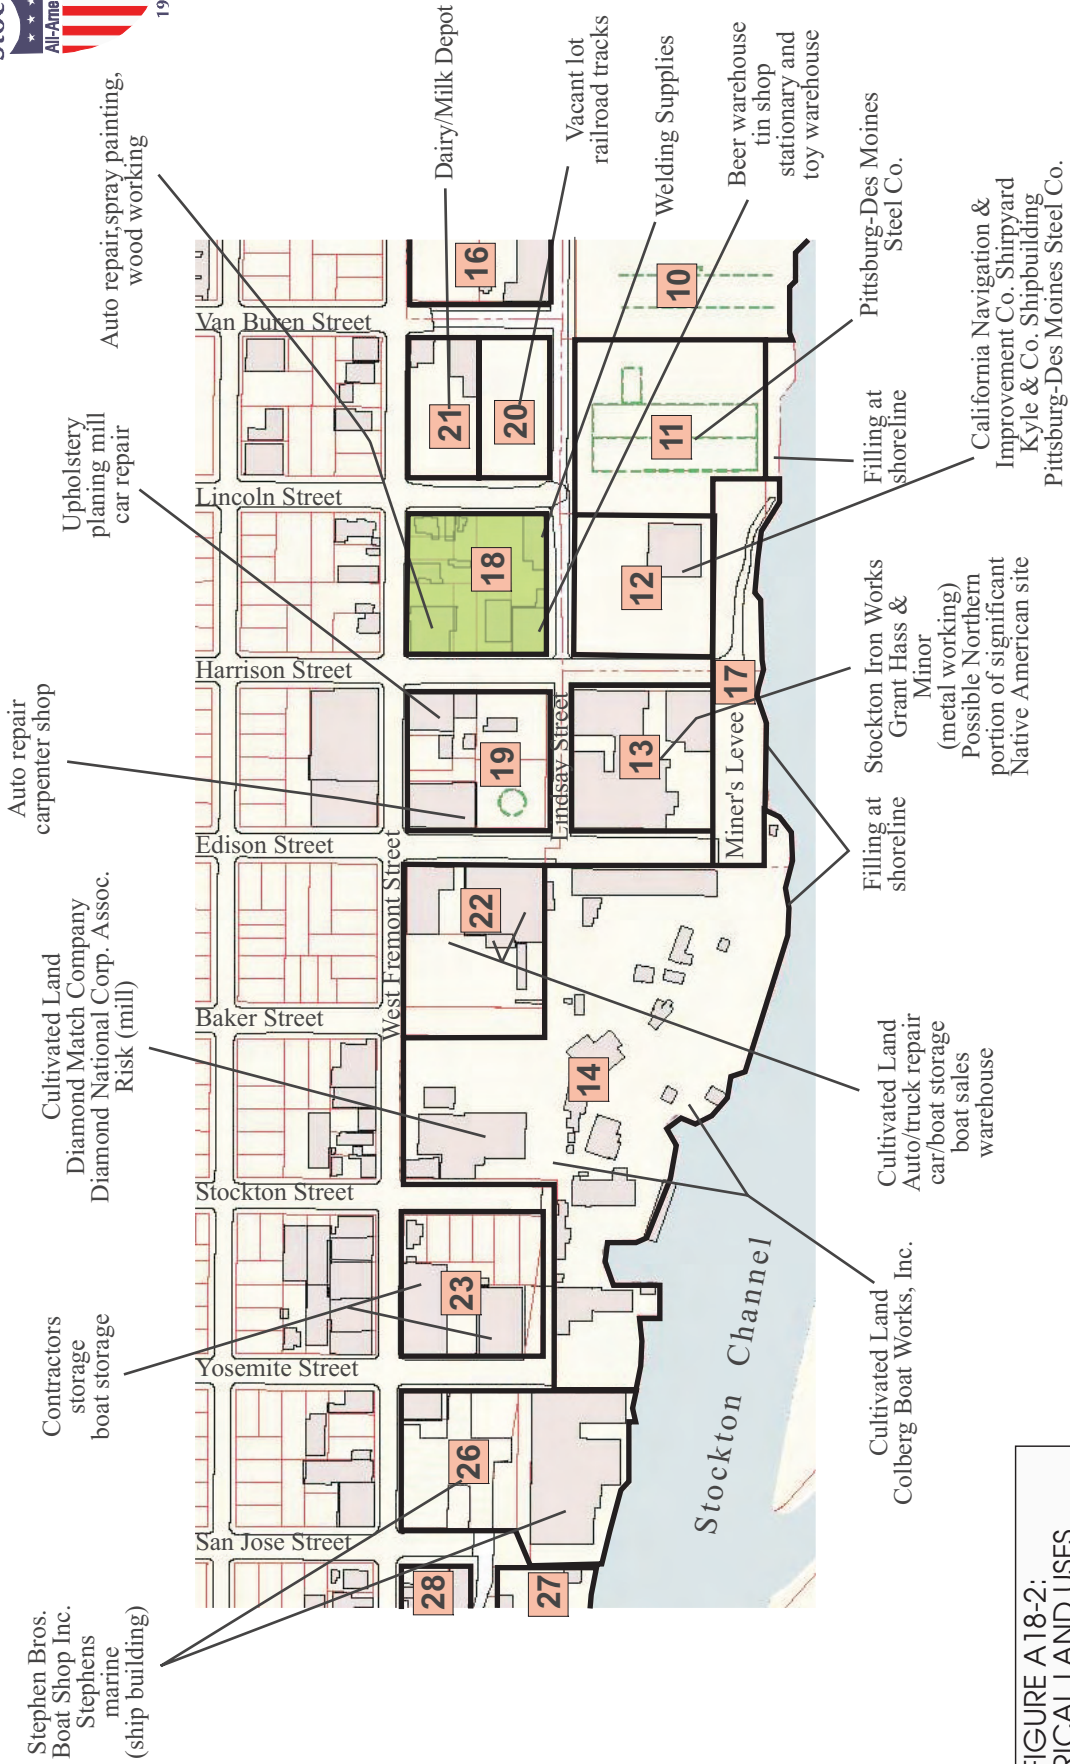 Stephen Bros.
Boat Shop Inc.
Stephens
marine
(ship building)
Contractors
storage
boat storage
Cultivated Land
Diamond Match Company
Diamond National Corp. Assoc.
Risk (mill)
Auto repair
carpenter shop
Upholstery
planing mill
car repair
Auto repair,spray painting,
wood working
All-Ame
19
San Jose Street
Yosemite Street
Stockton Street
Baker Street
Edison Street
Harrison Street
Lincoln Street
Van Buren Street
West Fremont Street
Lindsay Street
28
27
26
23
14
22
19
13
18
12
17
21
20
11
16
10
Miner's Levee
Stockton Channel
Dairy/Milk Depot
Vacant lot
railroad tracks
Welding Supplies
Beer warehouse
tin shop
stationary and
toy warehouse
Pittsburg-Des Moines
Steel Co.
California Navigation &
Improvement Co. Shirpyard
Kyle & Co. Shipbuilding
Pittsburg-Des Moines Steel Co.
Filling at
shoreline
Stockton Iron Works
Grant Hass &
Minor
(metal working)
Possible Northern
portion of significant
Native American site
Filling at
shoreline
Cultivated Land
Auto/truck repair
car/boat storage
boat sales
warehouse
Cultivated Land
Colberg Boat Works, Inc.
FIGURE A18-2:
RICAL LAND USES